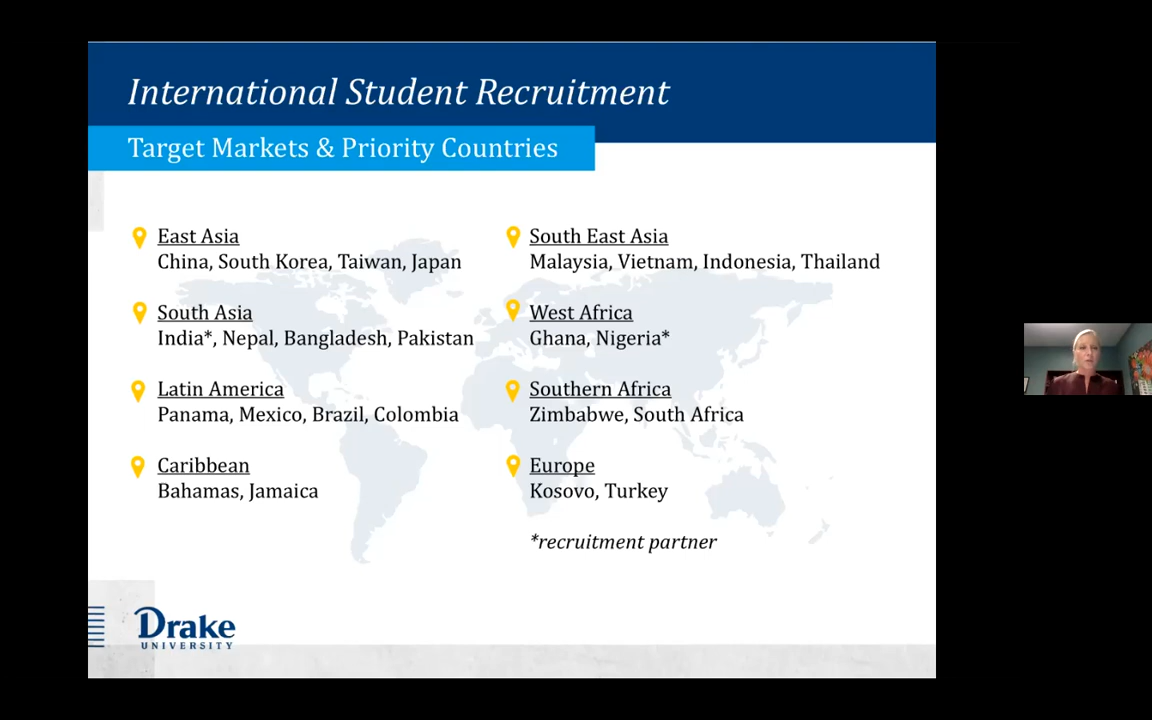 International Student Recruitment
Target Markets & Priority Countries
East Asia
China, South Korea, Taiwan, Japan
South Asia
India*, Nepal, Bangladesh, Pakistan
Latin America
Panama, Mexico, Brazil, Colombia
Caribbean
Bahamas, Jamaica
South East Asia
Malaysia, Vietnam, Indonesia, Thailand
West Africa
Ghana, Nigeria*
Southern Africa
Zimbabwe, South Africa
Europe
Kosovo, Turkey
*recruitment partner
Drake
UNIVERSITY